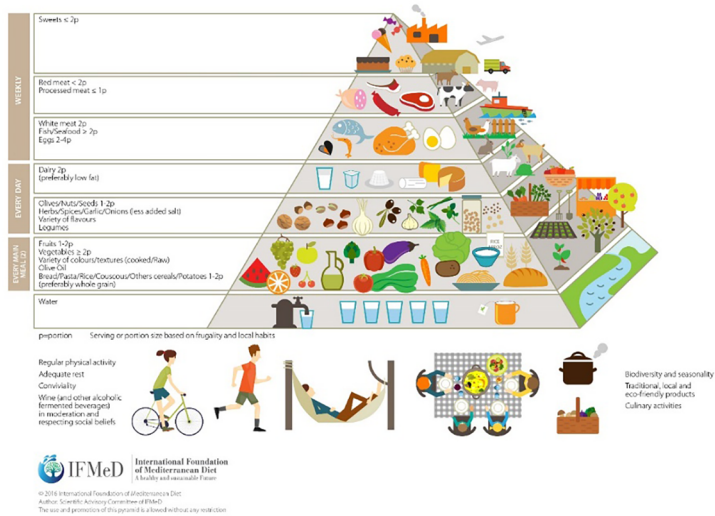 WEEKLY
Sweets ≤ 2p
Red meat < 2p
Processed meat ≤ 1p
White meat 2p
Fish/Seafood ≥ 2p
Eggs 2-4p
EVERY DAY
Dairy 2p
(preferably low fat)
Olives/Nuts/Seeds 1-2p
Herbs/Spices/Garlic/Onions (less added salt)
Variety of flavours
Legumes
EVERY MAIN
MEAL (2)
Fruits 1-2p
Vegetables ≥ 2p
Variety of colours/textures (cooked/Raw)
Olive Oil
Bread/Pasta/Rice/Couscous/Others cereals/Potatoes 1-2p
(preferably whole grain)
RICE
Water
p=portion Serving or portion size based on frugality and local habits
Regular physical activity
Adequate rest
Conviviality
Wine (and other alcoholic
fermented beverages)
in moderation and
respecting social beliefs
Biodiversity and seasonality
Traditional, local and
eco-friendly products
Culinary activities
IFMeD
International Foundation
of Mediterranean Diet
A healthy and sustainable Future
© 2016 International Foundation of Mediterranean Diet
Author: Scientific Advisory Committee of IFMeD
The use and promotion of this pyramid is allowed without any restriction